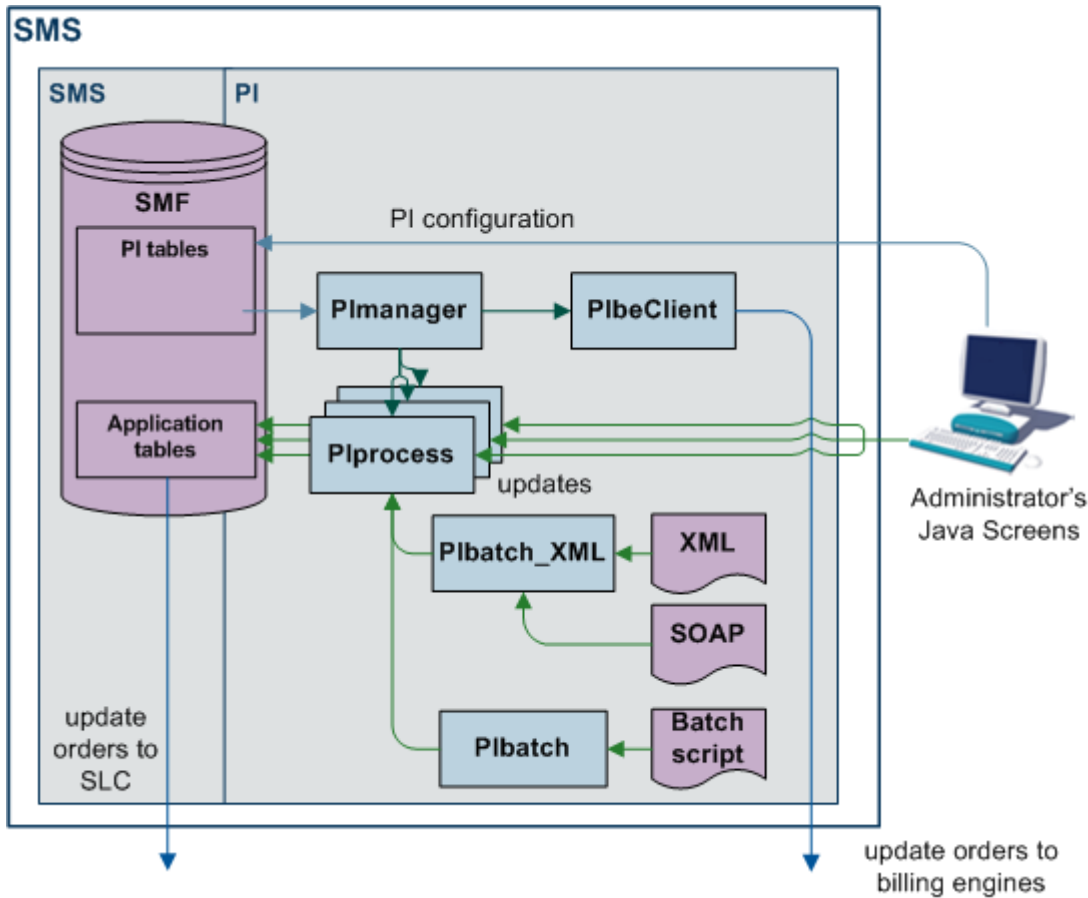 SMS
SMS
PI
SMF
PI tables
PI configuration
PImanager
PIbeClient
Application
tables
PIprocess
updates
Administrator's
Java Screens
PIbatch_XML
XML
SOAP
PIbatch
Batch
script
update
orders to
SLC
update orders to
billing engines